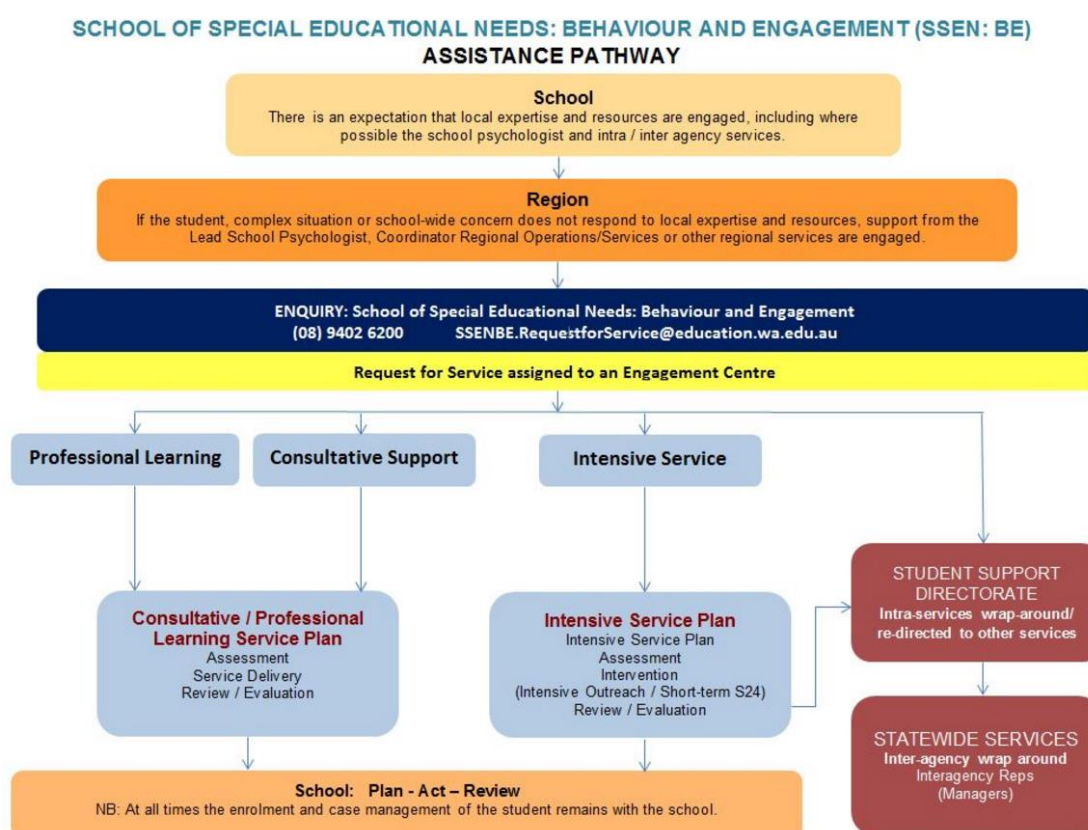 SCHOOL OF SPECIAL EDUCATIONAL NEEDS: BEHAVIOUR AND ENGAGEMENT (SSEN: BE)
ASSISTANCE PATHWAY
School
There is an expectation that local expertise and resources are engaged, including where
possible the school psychologist and intra / inter agency services.
Region
If the student, complex situation or school-wide concern does not respond to local expertise and resources, support from the
Lead School Psychologist, Coordinator Regional Operations/Services or other regional services are engaged.
ENQUIRY: School of Special Educational Needs: Behaviour and Engagement
(08) 9402 6200 SSENBE.RequestforService@education.wa.edu.au
Request for Service assigned to an Engagement Centre
Professional Learning
Consultative Support
Intensive Service
Consultative / Professional
Learning Service Plan
Assessment
Service Delivery
Review / Evaluation
Intensive Service Plan
Intensive Service Plan
Assessment
Intervention
(Intensive Outreach / Short-term S24)
Review / Evaluation
STUDENT SUPPORT
DIRECTORATE
Intra-services wrap-around/
re-directed to other services
STATEWIDE SERVICES
Inter-agency wrap around
Interagency Reps
(Managers)
School: Plan - Act – Review
NB: At all times the enrolment and case management of the student remains with the school.